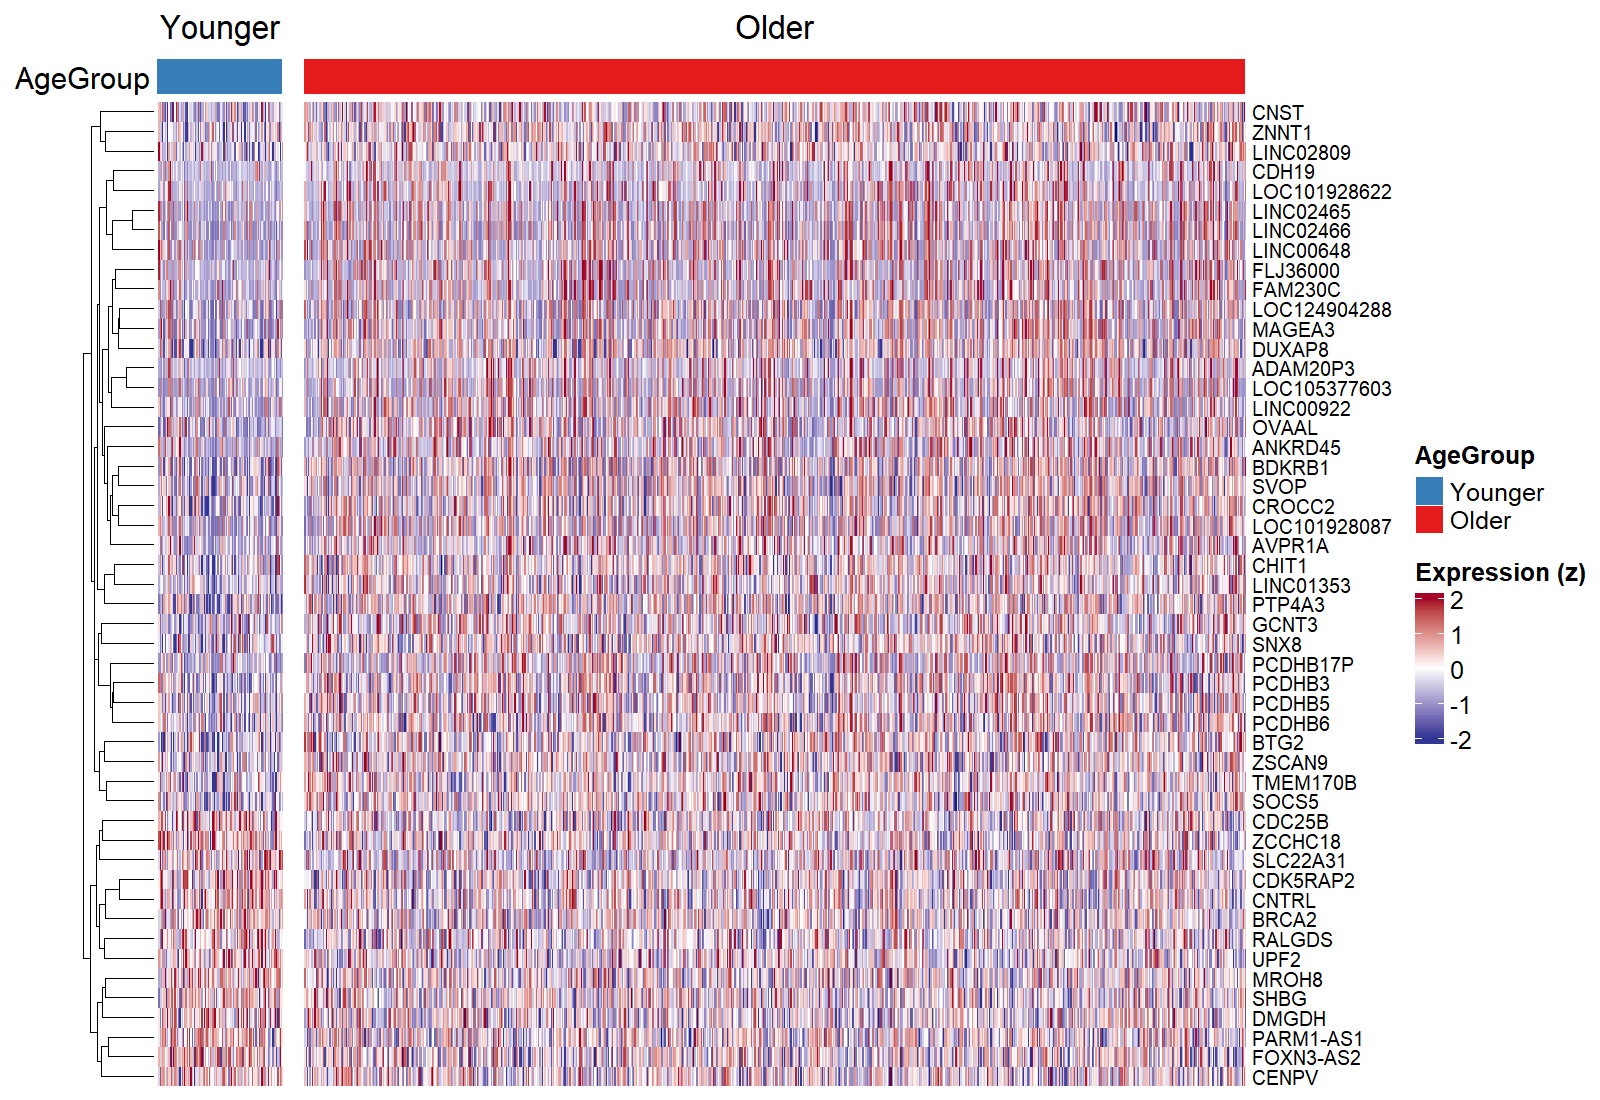 Younger
Older
AgeGroup
CNST
ZNNT1
LINC02809
CDH19
LOC101928622
LINC02465
LINC02466
LINC00648
FLJ36000
FAM230C
LOC124904288
MAGEA3
DUXAP8
ADAM20P3
LOC105377603
LINC00922
OVAAL
ANKRD45
BDKRB1
SVOP
CROCC2
LOC101928087
AVPR1A
CHIT1
LINC01353
PTP4A3
GCNT3
SNX8
PCDHB17P
PCDHB3
PCDHB5
PCDHB6
BTG2
ZSCAN9
TMEM170B
SOCS5
CDC25B
ZCCHC18
SLC22A31
CDK5RAP2
CNTRL
BRCA2
RALGDS
UPF2
MROH8
SHBG
DMGDH
PARM1-AS1
FOXN3-AS2
CENPV
AgeGroup
Younger
Older
Expression (z)
2
1
0
-1
-2